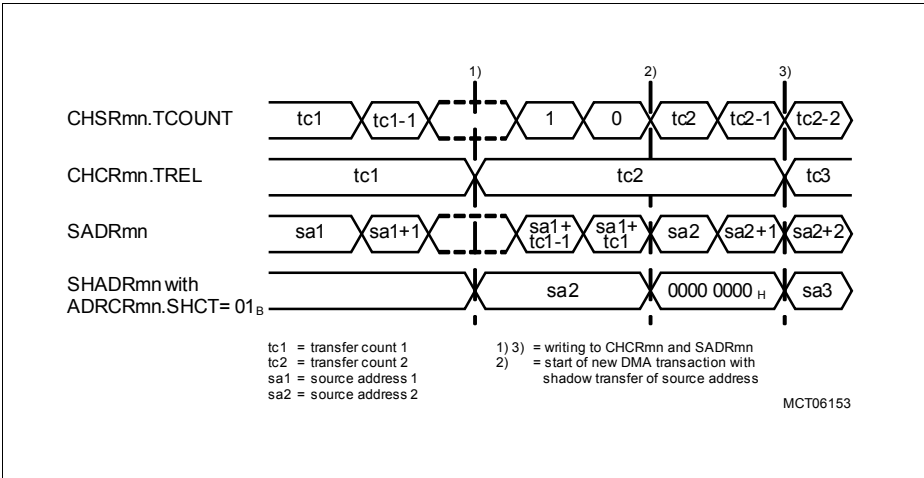 1) 2) 3)
CHSRmn.TCOUNT tc1 tc1-1 1 0 tc2 tc2-1 tc2-2
CHCRmn.TREL tc1 tc2 tc3
SADRmn sa1 sa1+1 sa1+ tc1-1 sa1+ tc1 sa2 sa2+1 sa2+2
SHADRmn with
ADRCRmn.SHCT= 01B sa2 0000 0000 H sa3
tc1 = transfer count 1
tc2 = transfer count 2
sa1 = source address 1
sa2 = source address 2
1) 3) = writing to CHCRmn and SADRmn
2) = start of new DMA transaction with
shadow transfer of source address
MCT06153